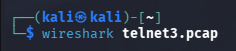 ┌──(kali㉿kali)-[~]
└─$ wireshark telnet3.pcap